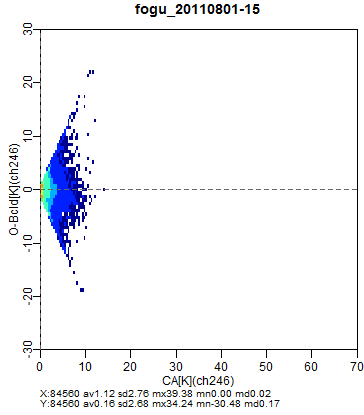 fogu_20110801-15
30
20
10
0
-10
-20
-30
O-Bcld[K](ch246)
0 10 20 30 40 50 60 70
CA[K](ch246)
X:84560 av1.12 sd2.76 mx39.38 mn0.00 md0.02
Y:84560 av0.16 sd2.68 mx34.24 mn-30.48 md0.17